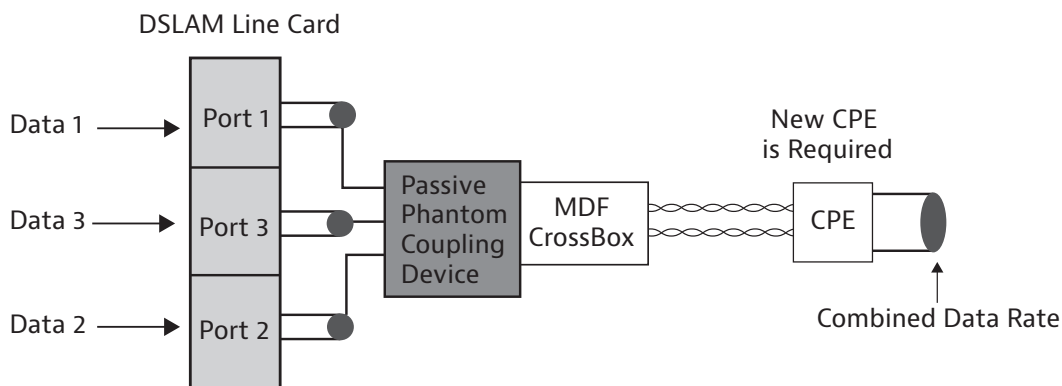 DSLAM Line Card
Data 1
Port 1
Data 3
Port 3
Data 2
Port 2
Passive
Phantom
Coupling
Device
MDF
CrossBox
New CPE
is Required
CPE
Combined Data Rate